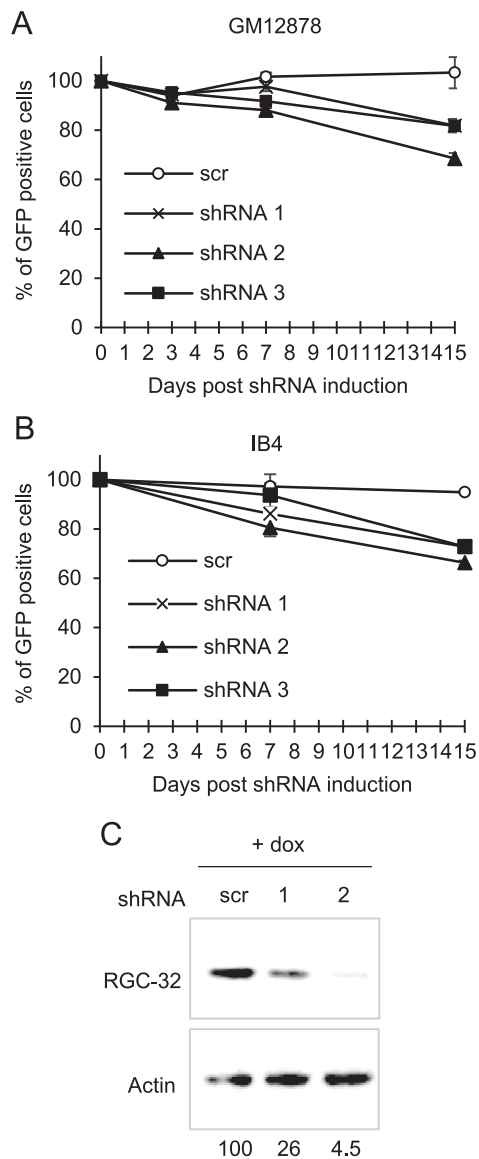 A
GM12878
100
80
60
40
20
0
% of GFP positive cells
scr
shRNA 1
shRNA 2
shRNA 3
0 1 2 3 4 5 6 7 8 9 10 11 12 13 14 15
Days post shRNA induction
B
IB4
100
80
60
40
20
0
% of GFP positive cells
scr
shRNA 1
shRNA 2
shRNA 3
0 1 2 3 4 5 6 7 8 9 10 11 12 13 14 15
Days post shRNA induction
C
+ dox
shRNA scr 1 2
RGC-32
Actin
100 26 4.5